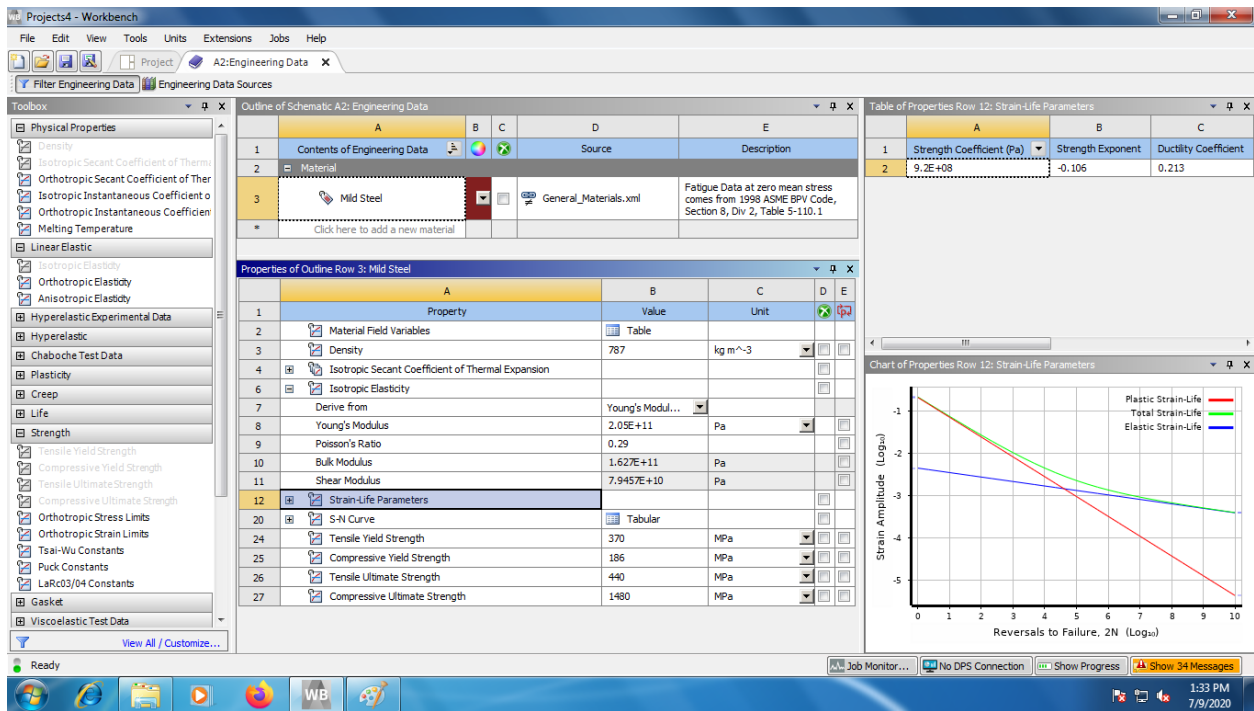 Projects4 - Workbench
File Edit View Tools Units Extensions Jobs Help
Project A2:Engineering Data
Filter Engineering Data Engineering Data Sources
Toolbox
Physical Properties
Density
Isotropic Secant Coefficient of Therma
Orthotropic Secant Coefficient of Ther
Isotropic Instantaneous Coefficient o
Orthotropic Instantaneous Coefficien
Melting Temperature
Linear Elastic
Isotropic Elasticity
Orthotropic Elasticity
Anisotropic Elasticity
Hyperelastic Experimental Data
Hyperelastic
Chaboche Test Data
Plasticity
Creep
Life
Strength
Tensile Yield Strength
Compressive Yield Strength
Tensile Ultimate Strength
Compressive Ultimate Strength
Orthotropic Stress Limits
Orthotropic Strain Limits
Tsai-Wu Constants
Puck Constants
LaRc03/04 Constants
Gasket
Viscoelastic Test Data
View All / Customize...
Outline of Schematic A2: Engineering Data
A B C D E
1 Contents of Engineering Data Source Description
2 Material
3 Mild Steel General_Materials.xml
Fatigue Data at zero mean stress
comes from 1998 ASME BPV Code,
Section 8, Div 2, Table 5-110.1
* Click here to add a new material
Properties of Outline Row 3: Mild Steel
A B C D E
1 Property Value Unit
2 Material Field Variables Table
3 Density 787 kg m^-3
4 Isotropic Secant Coefficient of Thermal Expansion
6 Isotropic Elasticity
7 Derive from Young's Modul...
8 Young's Modulus 2.05E+11 Pa
9 Poisson's Ratio 0.29
10 Bulk Modulus 1.627E+11 Pa
11 Shear Modulus 7.9457E+10 Pa
12 Strain-Life Parameters
20 S-N Curve Tabular
24 Tensile Yield Strength 370 MPa
25 Compressive Yield Strength 186 MPa
26 Tensile Ultimate Strength 440 MPa
27 Compressive Ultimate Strength 1480 MPa
Table of Properties Row 12: Strain-Life Parameters
A B C
1 Strength Coefficient (Pa) Strength Exponent Ductility Coefficient
2 9.2E+08 -0.106 0.213
Chart of Properties Row 12: Strain-Life Parameters
Plastic Strain-Life
Total Strain-Life
Elastic Strain-Life
Strain Amplitude (Log₁₀)
-1
-2
-3
-4
-5
0 1 2 3 4 5 6 7 8 9 10
Reversals to Failure, 2N (Log₁₀)
Ready
Job Monitor... No DPS Connection Show Progress Show 34 Messages
WB
1:33 PM
7/9/2020